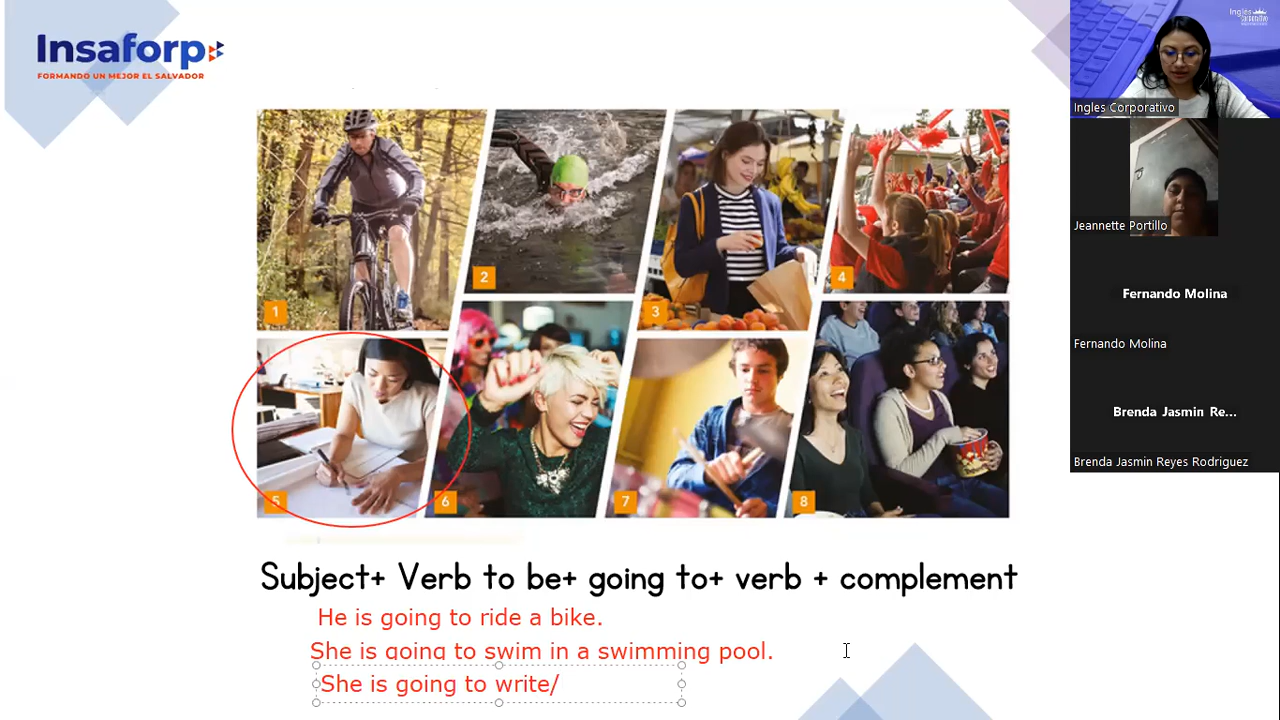 Insaforp
FORMANDO UN MEJOR EL SALVADOR
1
2
3
4
5
6
7
8
Subject+ Verb to be+ going to+ verb + complement
He is going to ride a bike.
She is going to swim in a swimming pool.
She is going to write/
Ingles Corporativo
Jeannette Portillo
Fernando Molina
Fernando Molina
Brenda Jasmin Re...
Brenda Jasmin Reyes Rodriguez